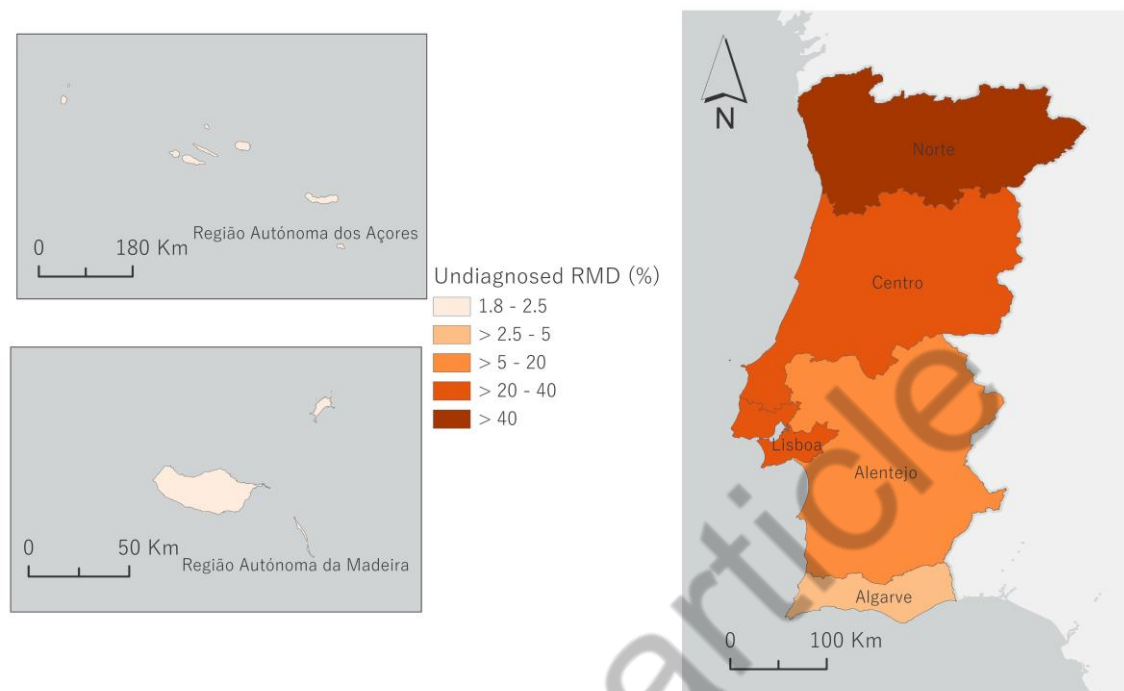 Região Autónoma dos Açores
0 180 Km
Região Autónoma da Madeira
0 50 Km
Undiagnosed RMD (%)
1.8 - 2.5
> 2.5 - 5
> 5 - 20
> 20 - 40
> 40
N
Norte
Centro
Lisboa
Alentejo
Algarve
0 100 Km
article